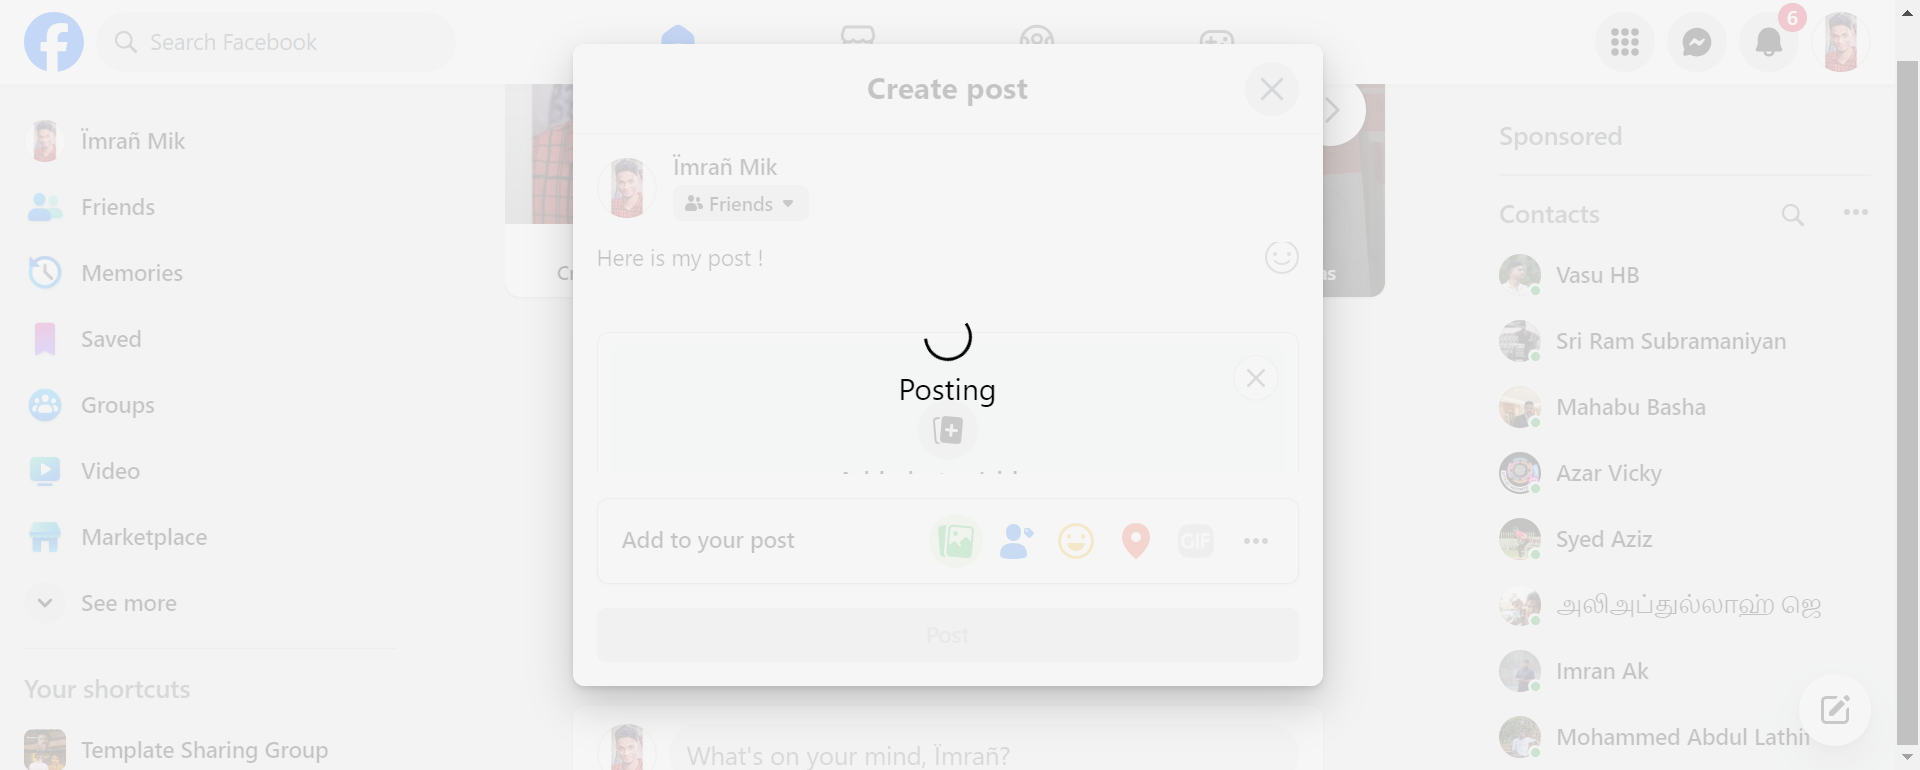 Search Facebook
6
Ïmrañ Mik
Friends
Memories
Saved
Groups
Video
Marketplace
See more
Your shortcuts
Template Sharing Group
Create post
Ïmrañ Mik
Friends
Here is my post !
Posting
Add to your post
GIF
Post
What's on your mind, Ïmrañ?
Sponsored
Contacts
Vasu HB
Sri Ram Subramaniyan
Mahabu Basha
Azar Vicky
Syed Aziz
அலிஅப்துல்லாஹ் ஜெ
Imran Ak
Mohammed Abdul Lathif